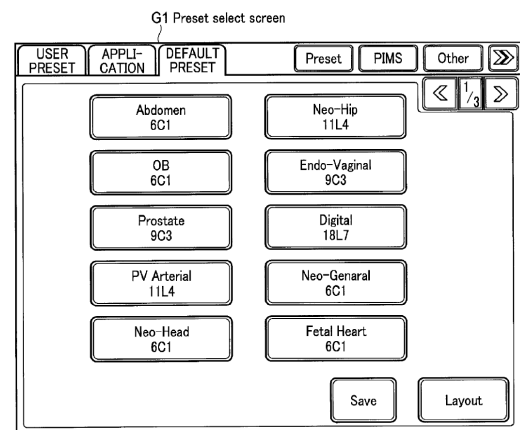 G1 Preset select screen
USER PRESET
APPLI-CATION
DEFAULT PRESET
Preset
PIMS
Other
≫
≪
1/3
≫
Abdomen
6C1
Neo-Hip
11L4
OB
6C1
Endo-Vaginal
9C3
Prostate
9C3
Digital
18L7
PV Arterial
11L4
Neo-Genaral
6C1
Neo-Head
6C1
Fetal Heart
6C1
Save
Layout